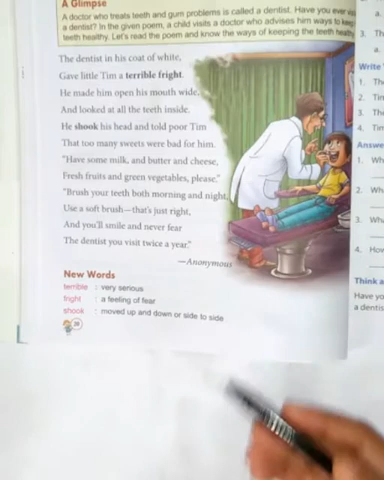 A Glimpse
A doctor who treats teeth and gum problems is called a dentist. Have you ever
a dentist? In the given poem, a child visits a doctor who advises him ways to keep
teeth healthy. Let's read the poem and know the ways of keeping the teeth
The dentist in his coat of white,
Gave little Tim a terrible fright.
He made him open his mouth wide,
And looked at all the teeth inside.
He shook his head and told poor Tim
That too many sweets were bad for him.
"Have some milk, and butter and cheese,
Fresh fruits and green vegetables, please."
"Brush your teeth both morning and night,
Use a soft brush—that's just right,
And you'll smile and never fear
The dentist you visit twice a year."
—Anonymous
New Words
terrible : very serious
fright : a feeling of fear
shook : moved up and down or side to side
a.
3. Th
a.
Write
1. The
2. Tim
3. The
4. Tim
Answe
1. Wh
2. Wh
3. Wha
4. How
Think a
Have yo
a dentis